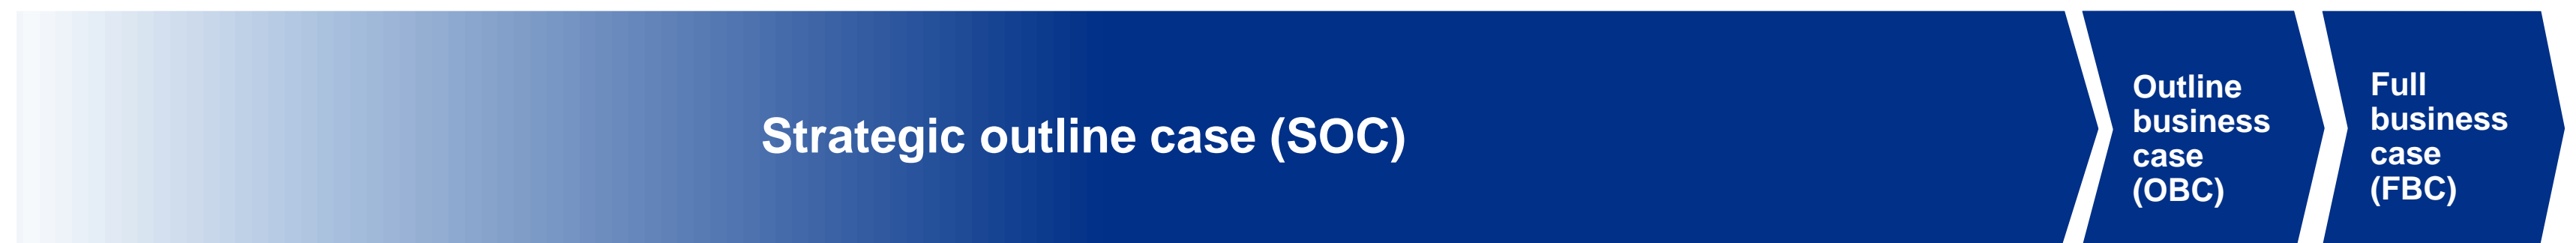 Strategic outline case (SOC)
Outline
business
case
(OBC)
Full
business
case
(FBC)